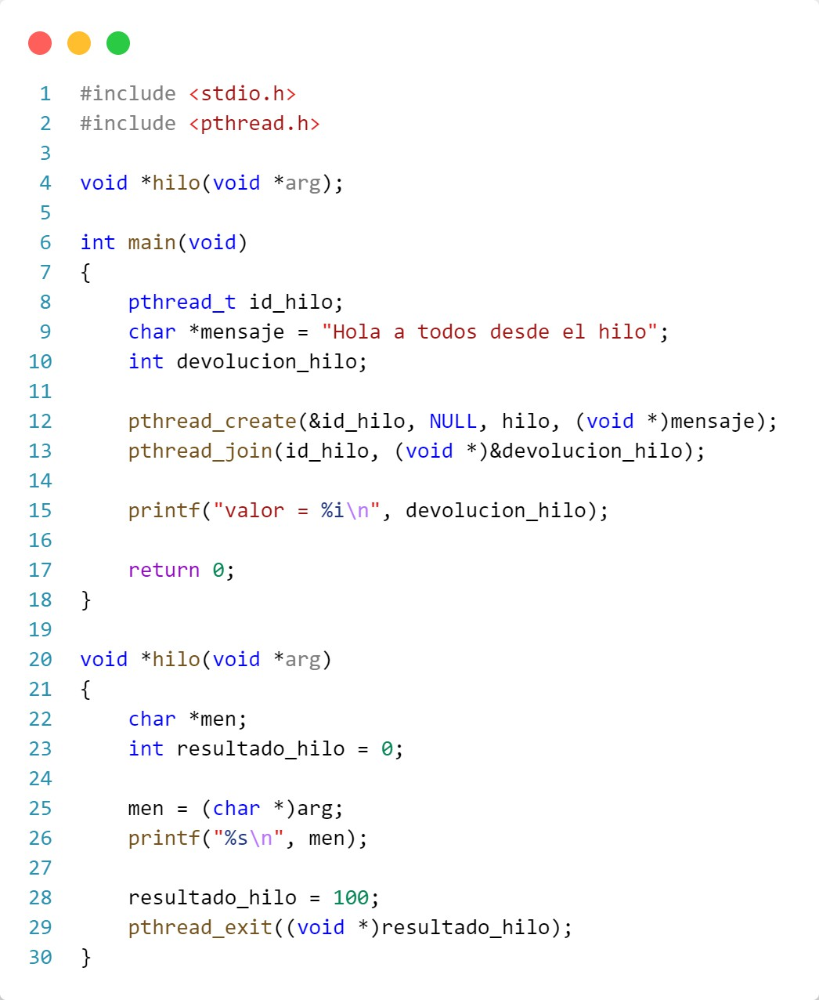 1 #include <stdio.h>
2 #include <pthread.h>
3
4 void *hilo(void *arg);
5
6 int main(void)
7 {
8     pthread_t id_hilo;
9     char *mensaje = "Hola a todos desde el hilo";
10     int devolucion_hilo;
11
12     pthread_create(&id_hilo, NULL, hilo, (void *)mensaje);
13     pthread_join(id_hilo, (void *)&devolucion_hilo);
14
15     printf("valor = %i\n", devolucion_hilo);
16
17     return 0;
18 }
19
20 void *hilo(void *arg)
21 {
22     char *men;
23     int resultado_hilo = 0;
24
25     men = (char *)arg;
26     printf("%s\n", men);
27
28     resultado_hilo = 100;
29     pthread_exit((void *)resultado_hilo);
30 }